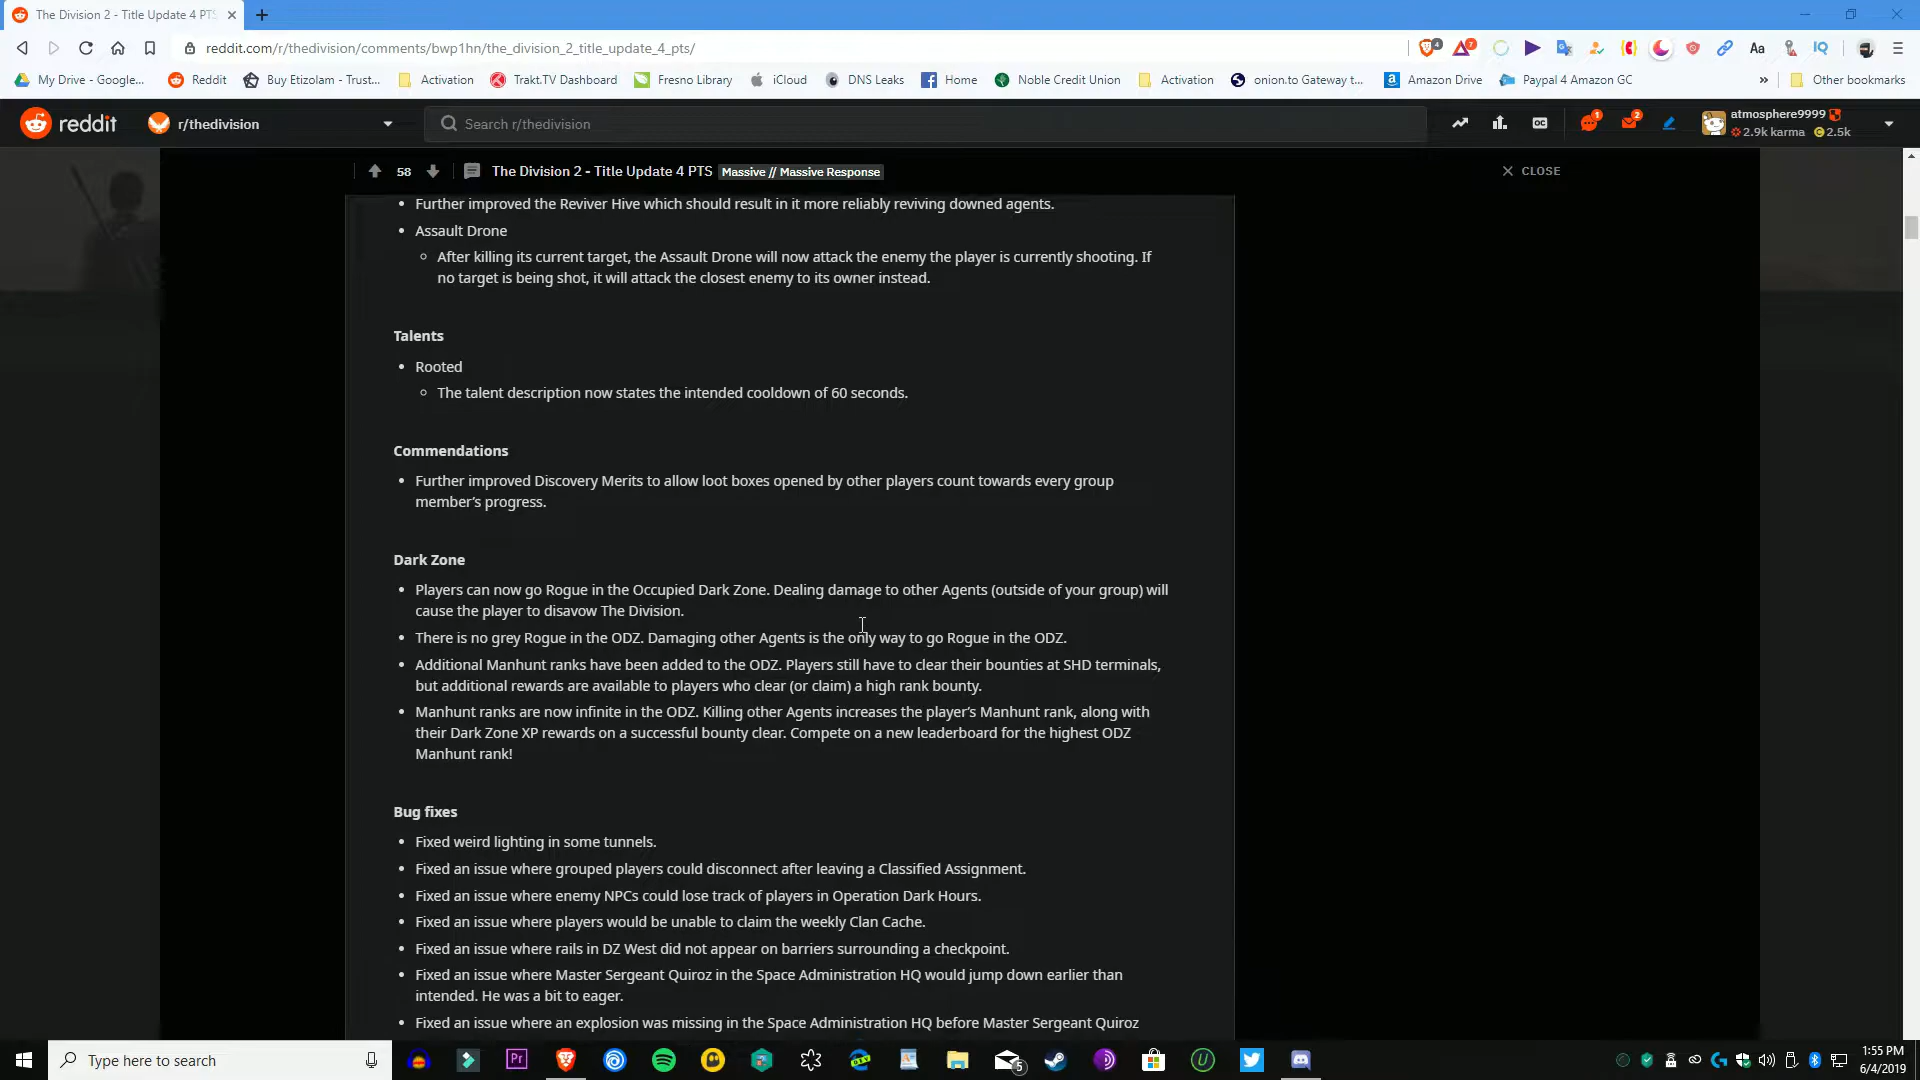 The Division 2 - Title Update 4 PTS
reddit.com/r/thedivision/comments/bwp1hn/the_division_2_title_update_4_pts/
4
7
Aa
IQ
My Drive - Google...
Reddit
Buy Etizolam - Trust...
Activation
Trakt.TV Dashboard
Fresno Library
iCloud
DNS Leaks
Home
Noble Credit Union
Activation
onion.to Gateway t...
Amazon Drive
Paypal 4 Amazon GC
»
Other bookmarks
reddit
r/thedivision
Search r/thedivision
OC
1
2
atmosphere9999
2.9k karma
2.5k
58
The Division 2 - Title Update 4 PTS
Massive // Massive Response
CLOSE
• Further improved the Reviver Hive which should result in it more reliably reviving downed agents.
• Assault Drone
○ After killing its current target, the Assault Drone will now attack the enemy the player is currently shooting. If
no target is being shot, it will attack the closest enemy to its owner instead.
Talents
• Rooted
○ The talent description now states the intended cooldown of 60 seconds.
Commendations
• Further improved Discovery Merits to allow loot boxes opened by other players count towards every group
member's progress.
Dark Zone
• Players can now go Rogue in the Occupied Dark Zone. Dealing damage to other Agents (outside of your group) will
cause the player to disavow The Division.
• There is no grey Rogue in the ODZ. Damaging other Agents is the only way to go Rogue in the ODZ.
• Additional Manhunt ranks have been added to the ODZ. Players still have to clear their bounties at SHD terminals,
but additional rewards are available to players who clear (or claim) a high rank bounty.
• Manhunt ranks are now infinite in the ODZ. Killing other Agents increases the player's Manhunt rank, along with
their Dark Zone XP rewards on a successful bounty clear. Compete on a new leaderboard for the highest ODZ
Manhunt rank!
Bug fixes
• Fixed weird lighting in some tunnels.
• Fixed an issue where grouped players could disconnect after leaving a Classified Assignment.
• Fixed an issue where enemy NPCs could lose track of players in Operation Dark Hours.
• Fixed an issue where players would be unable to claim the weekly Clan Cache.
• Fixed an issue where rails in DZ West did not appear on barriers surrounding a checkpoint.
• Fixed an issue where Master Sergeant Quiroz in the Space Administration HQ would jump down earlier than
intended. He was a bit to eager.
• Fixed an issue where an explosion was missing in the Space Administration HQ before Master Sergeant Quiroz
Type here to search
Pr
5
1:55 PM
6/4/2019